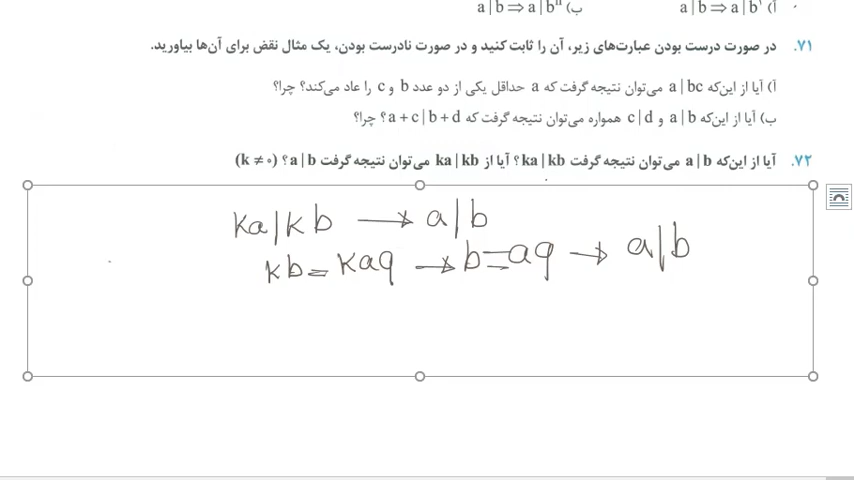 آ) a|b ⇒ a|b² ب) a|b ⇒ a|bⁿ
۷۱. در صورت درست بودن عبارت‌های زیر، آن را ثابت کنید و در صورت نادرست بودن، یک مثال نقض برای آن‌ها بیاورید.
آ) آیا از این‌که a|bc می‌توان نتیجه گرفت که a حداقل یکی از دو عدد b و c را عاد می‌کند؟ چرا؟
ب) آیا از این‌که a|b و c|d همواره می‌توان نتیجه گرفت که a+c|b+d؟ چرا؟
۷۲. آیا از این‌که a|b می‌توان نتیجه گرفت ka|kb؟ آیا از ka|kb می‌توان نتیجه گرفت a|b؟ (k ≠ ۰)
ka|kb → a|b
kb = kaq → b = aq → a|b